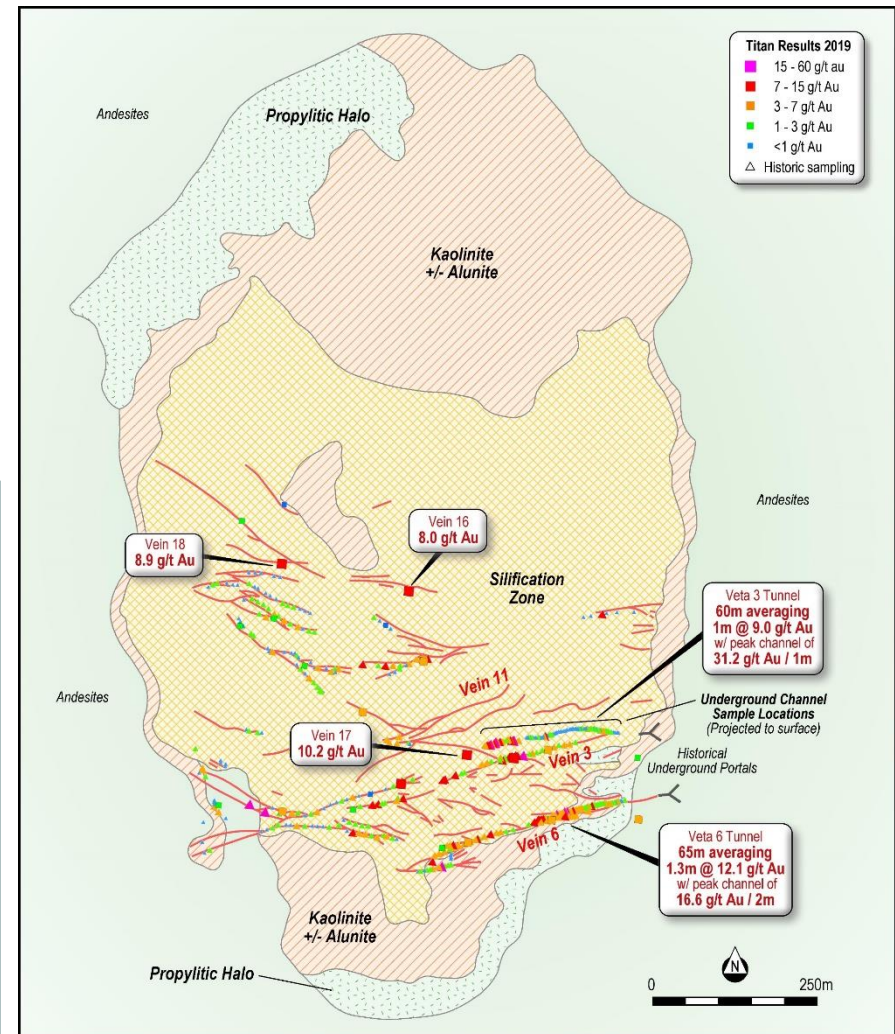 Titan Results 2019
15 - 60 g/t au
7 - 15 g/t Au
3 - 7 g/t Au
1 - 3 g/t Au
<1 g/t Au
Historic sampling
Andesites
Propylitic Halo
Kaolinite
+/- Alunite
Andesites
Vein 18
8.9 g/t Au
Vein 16
8.0 g/t Au
Silification
Zone
Veta 3 Tunnel
60m averaging
1m @ 9.0 g/t Au
w/ peak channel of
31.2 g/t Au / 1m
Andesites
Vein 11
Underground Channel
Sample Locations
(Projected to surface)
Vein 17
10.2 g/t Au
Vein 3
Historical
Underground Portals
Vein 6
Veta 6 Tunnel
65m averaging
1.3m @ 12.1 g/t Au
w/ peak channel of
16.6 g/t Au / 2m
Kaolinite
+/- Alunite
Propylitic Halo
N
0
250m